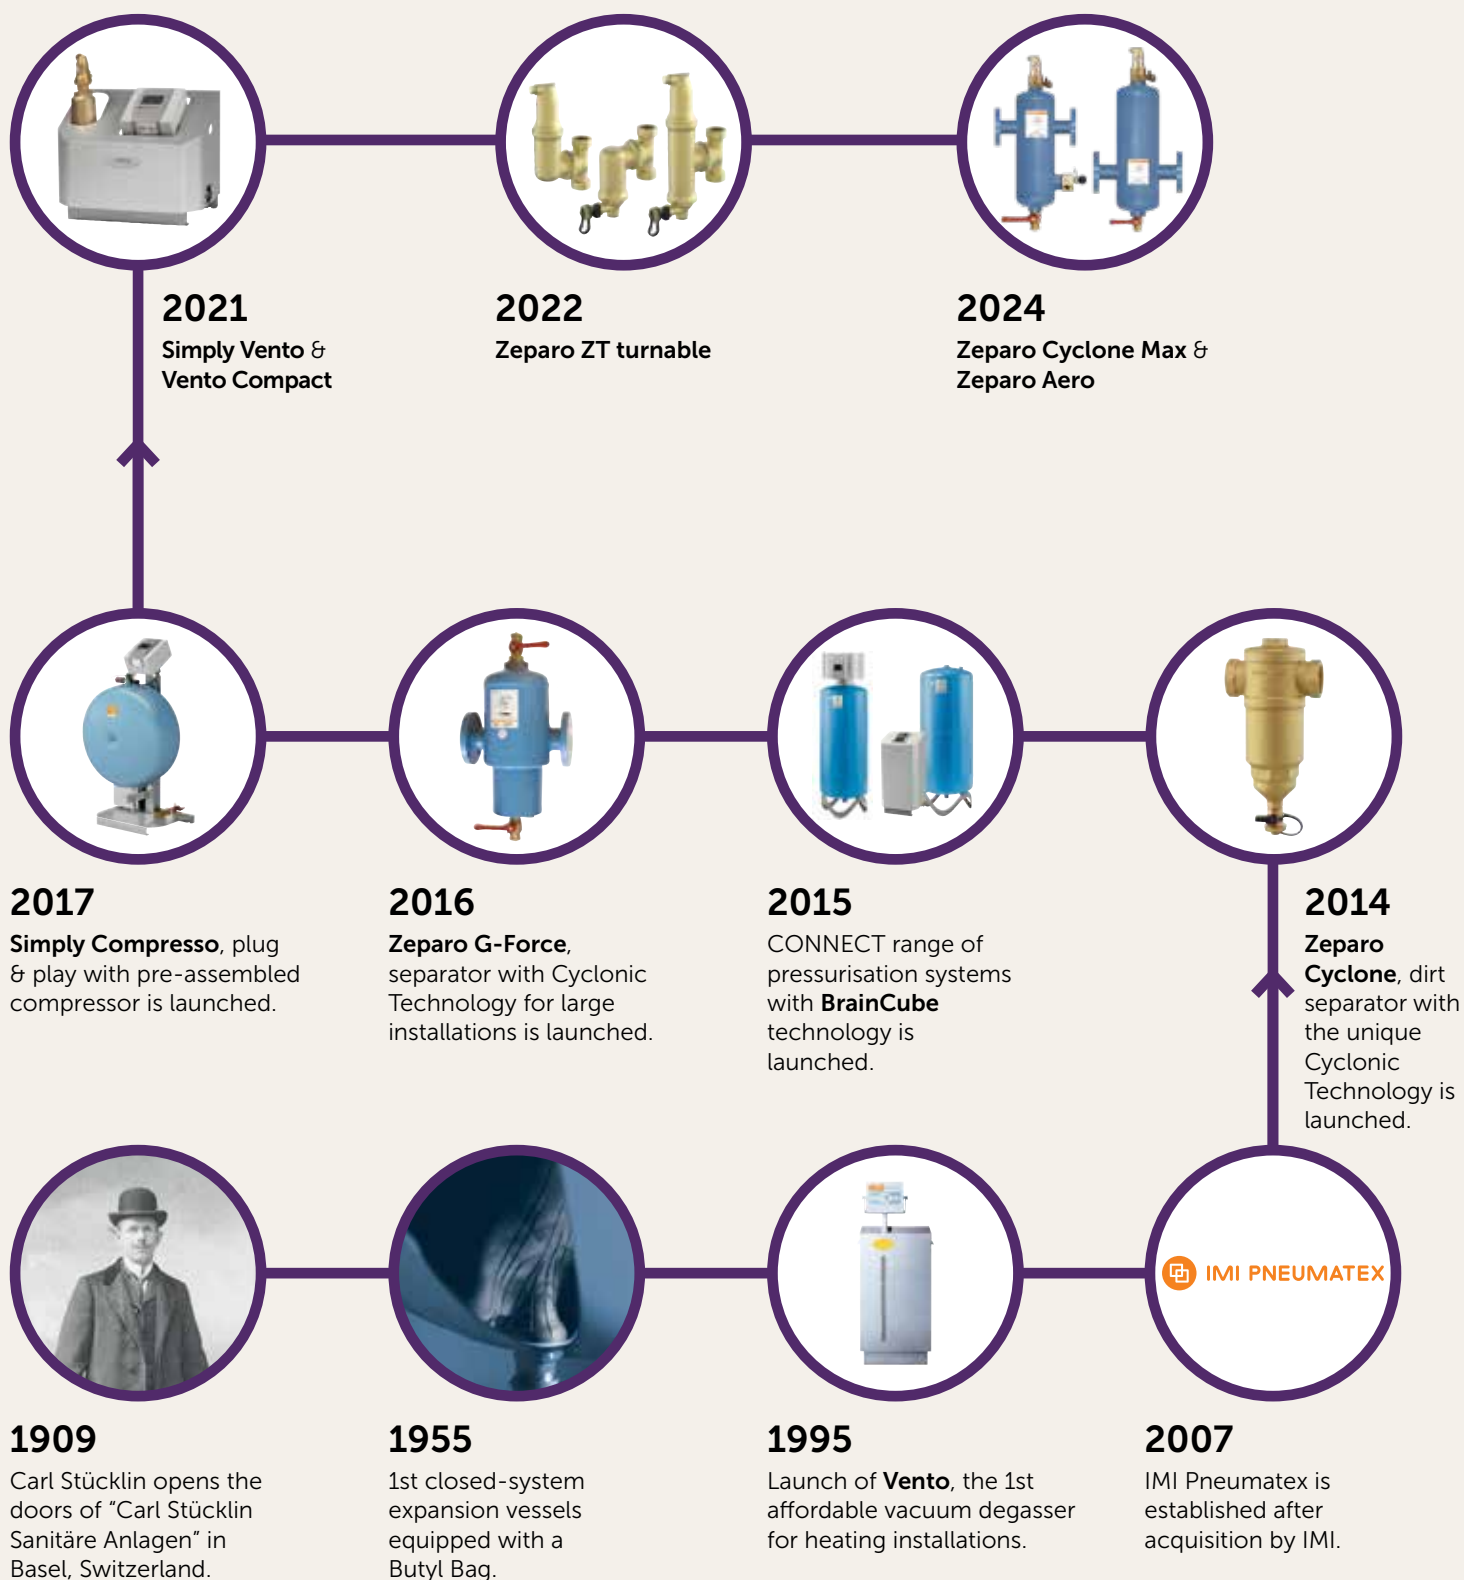 2021
Simply Vento &
Vento Compact
2022
Zeparo ZT turnable
2024
Zeparo Cyclone Max &
Zeparo Aero
2017
Simply Compresso, plug
& play with pre-assembled
compressor is launched.
2016
Zeparo G-Force,
separator with Cyclonic
Technology for large
installations is launched.
2015
CONNECT range of
pressurisation systems
with BrainCube
technology is
launched.
2014
Zeparo
Cyclone, dirt
separator with
the unique
Cyclonic
Technology is
launched.
IMI PNEUMATEX
1909
Carl Stücklin opens the
doors of “Carl Stücklin
Sanitäre Anlagen” in
Basel, Switzerland.
1955
1st closed-system
expansion vessels
equipped with a
Butyl Bag.
1995
Launch of Vento, the 1st
affordable vacuum degasser
for heating installations.
2007
IMI Pneumatex is
established after
acquisition by IMI.